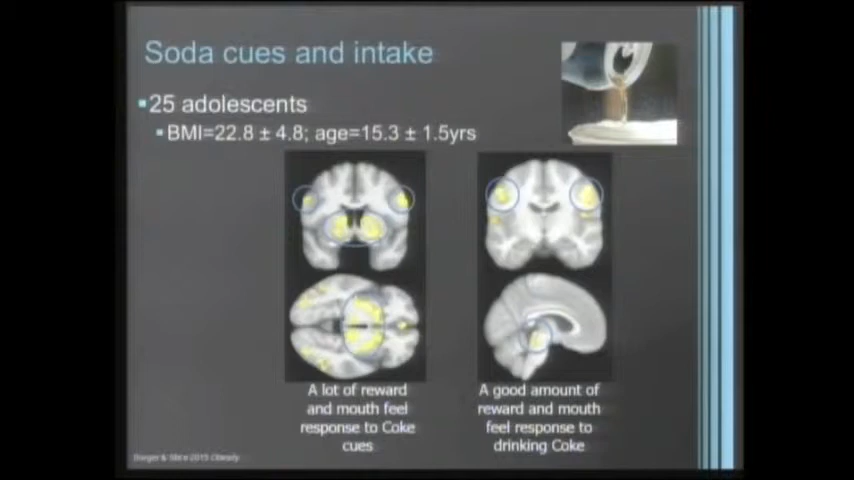 Soda cues and intake
25 adolescents
BMI=22.8 ± 4.8; age=15.3 ± 1.5yrs
A lot of reward
and mouth feel
response to Coke
cues
A good amount of
reward and mouth
feel response to
drinking Coke
Burger & Stice 2013 Obesity